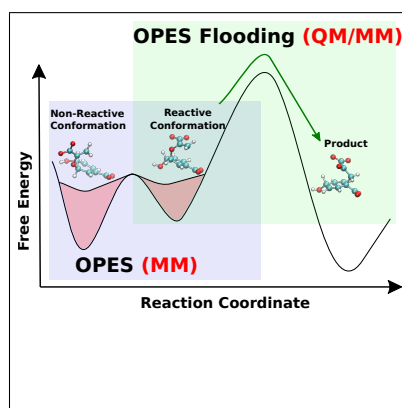 OPES Flooding (QM/MM)
Non-Reactive
Conformation
Reactive
Conformation
Product
OPES (MM)
Free Energy
Reaction Coordinate